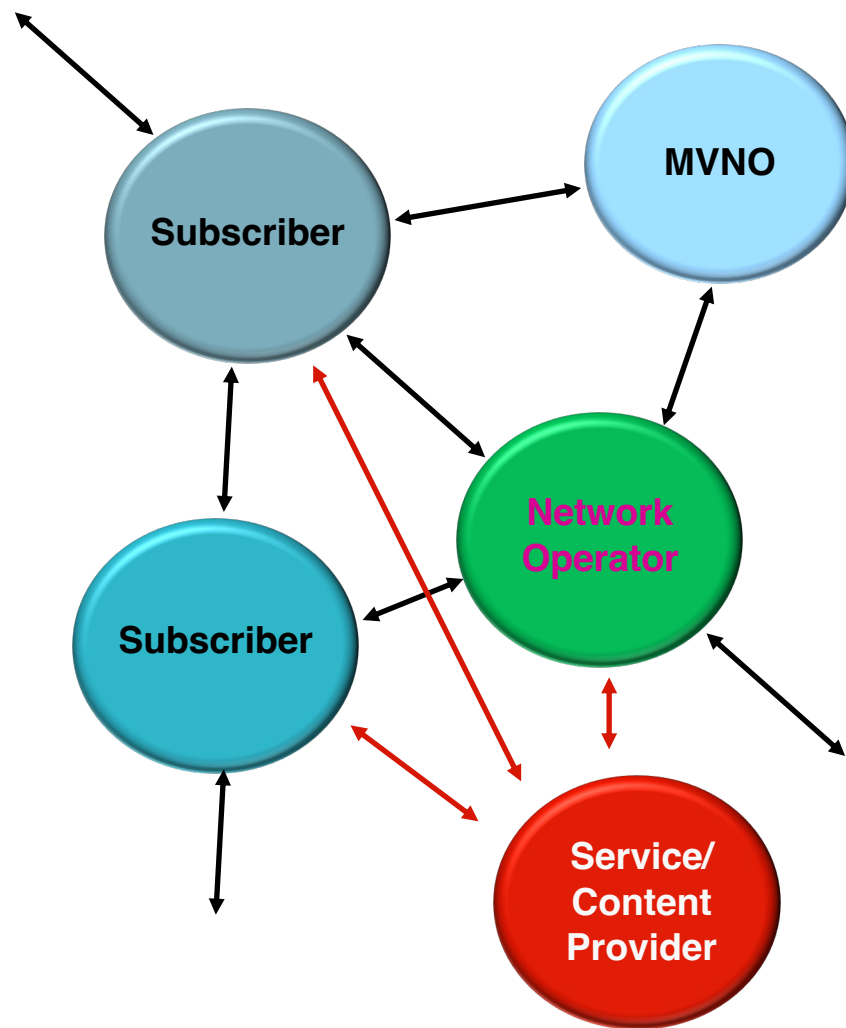 MVNO
Subscriber
Network
Operator
Subscriber
Service/
Content
Provider